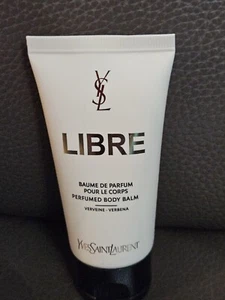 YSL
LIBRE
BAUME DE PARFUM
POUR LE CORPS
PERFUMED BODY BALM
VERVEINE - VERBENA
YVESSAINTLAURENT